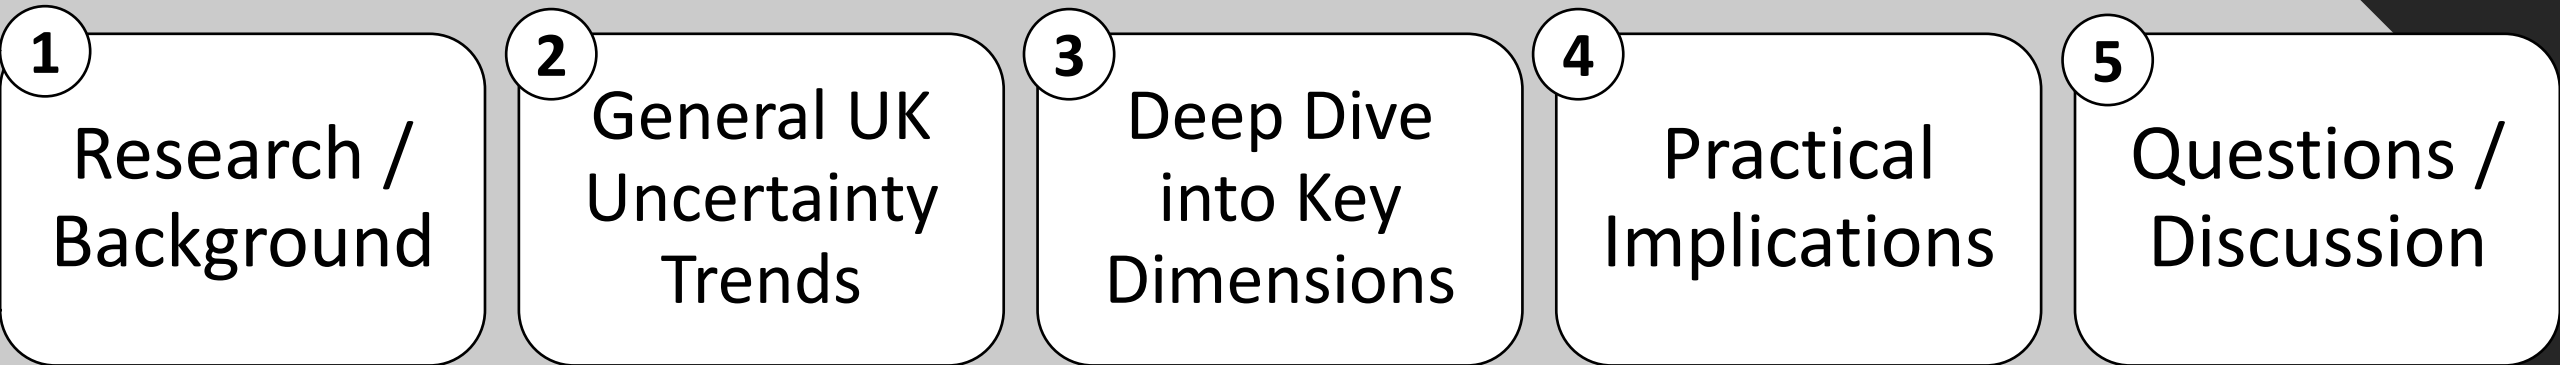 1
Research /
Background
2
General UK
Uncertainty
Trends
3
Deep Dive
into Key
Dimensions
4
Practical
Implications
5
Questions /
Discussion